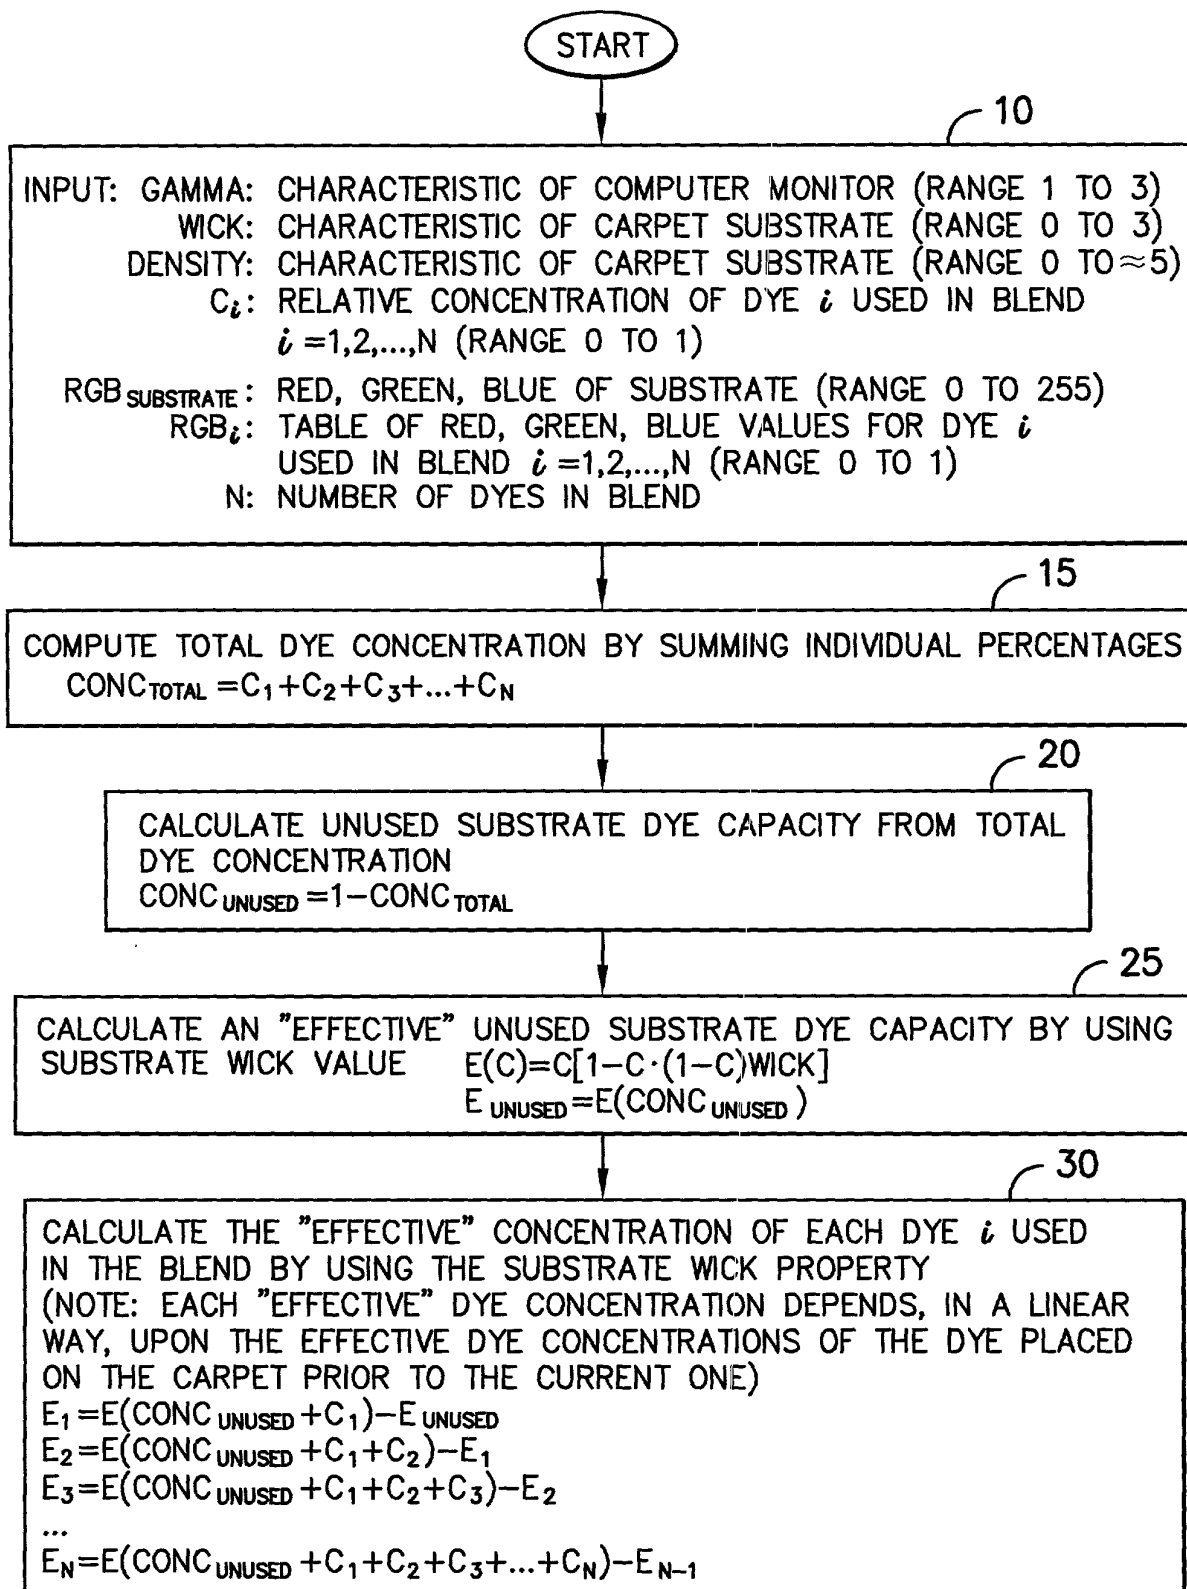 START
10
INPUT: GAMMA: CHARACTERISTIC OF COMPUTER MONITOR (RANGE 1 TO 3)
WICK: CHARACTERISTIC OF CARPET SUBSTRATE (RANGE 0 TO 3)
DENSITY: CHARACTERISTIC OF CARPET SUBSTRATE (RANGE 0 TO≈5)
Cᵢ: RELATIVE CONCENTRATION OF DYE i USED IN BLEND
i =1,2,...,N (RANGE 0 TO 1)
RGB SUBSTRATE: RED, GREEN, BLUE OF SUBSTRATE (RANGE 0 TO 255)
RGBᵢ: TABLE OF RED, GREEN, BLUE VALUES FOR DYE i
USED IN BLEND i =1,2,...,N (RANGE 0 TO 1)
N: NUMBER OF DYES IN BLEND
15
COMPUTE TOTAL DYE CONCENTRATION BY SUMMING INDIVIDUAL PERCENTAGES
CONC TOTAL =C₁+C₂+C₃+...+C_N
20
CALCULATE UNUSED SUBSTRATE DYE CAPACITY FROM TOTAL
DYE CONCENTRATION
CONC UNUSED =1−CONC TOTAL
25
CALCULATE AN "EFFECTIVE" UNUSED SUBSTRATE DYE CAPACITY BY USING
SUBSTRATE WICK VALUE E(C)=C[1−C·(1−C)WICK]
E UNUSED =E(CONC UNUSED)
30
CALCULATE THE "EFFECTIVE" CONCENTRATION OF EACH DYE i USED
IN THE BLEND BY USING THE SUBSTRATE WICK PROPERTY
(NOTE: EACH "EFFECTIVE" DYE CONCENTRATION DEPENDS, IN A LINEAR
WAY, UPON THE EFFECTIVE DYE CONCENTRATIONS OF THE DYE PLACED
ON THE CARPET PRIOR TO THE CURRENT ONE)
E₁=E(CONC UNUSED +C₁)−E UNUSED
E₂=E(CONC UNUSED +C₁+C₂)−E₁
E₃=E(CONC UNUSED +C₁+C₂+C₃)−E₂
...
E_N=E(CONC UNUSED +C₁+C₂+C₃+...+C_N)−E_N−1